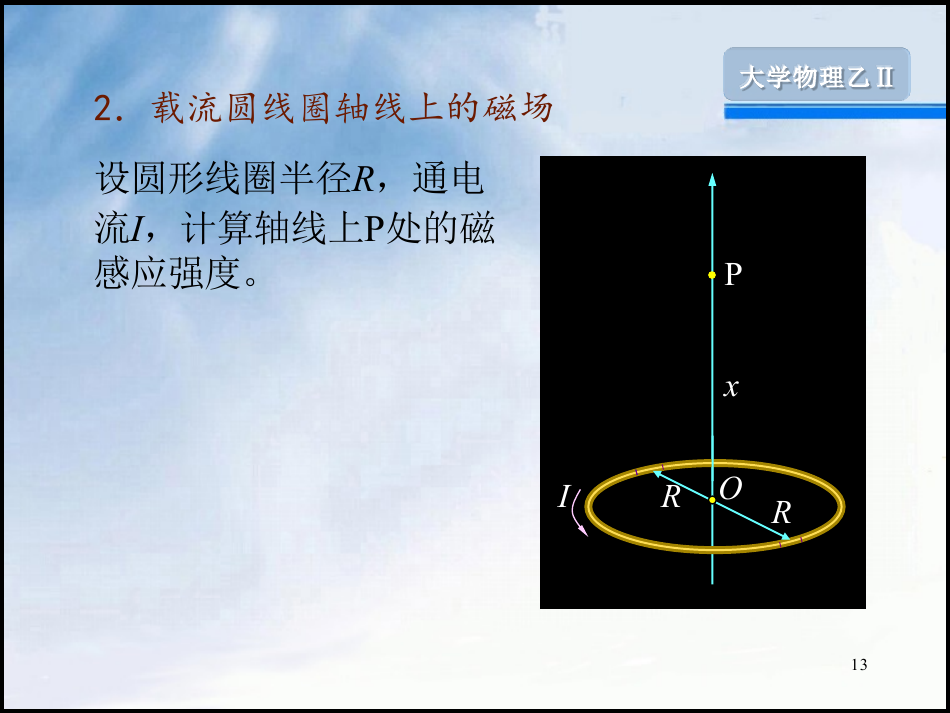 大学物理乙Ⅱ
2. 载流圆线圈轴线上的磁场
设圆形线圈半径R，通电
流I，计算轴线上P处的磁
感应强度。
P
x
I
R
O
R
13